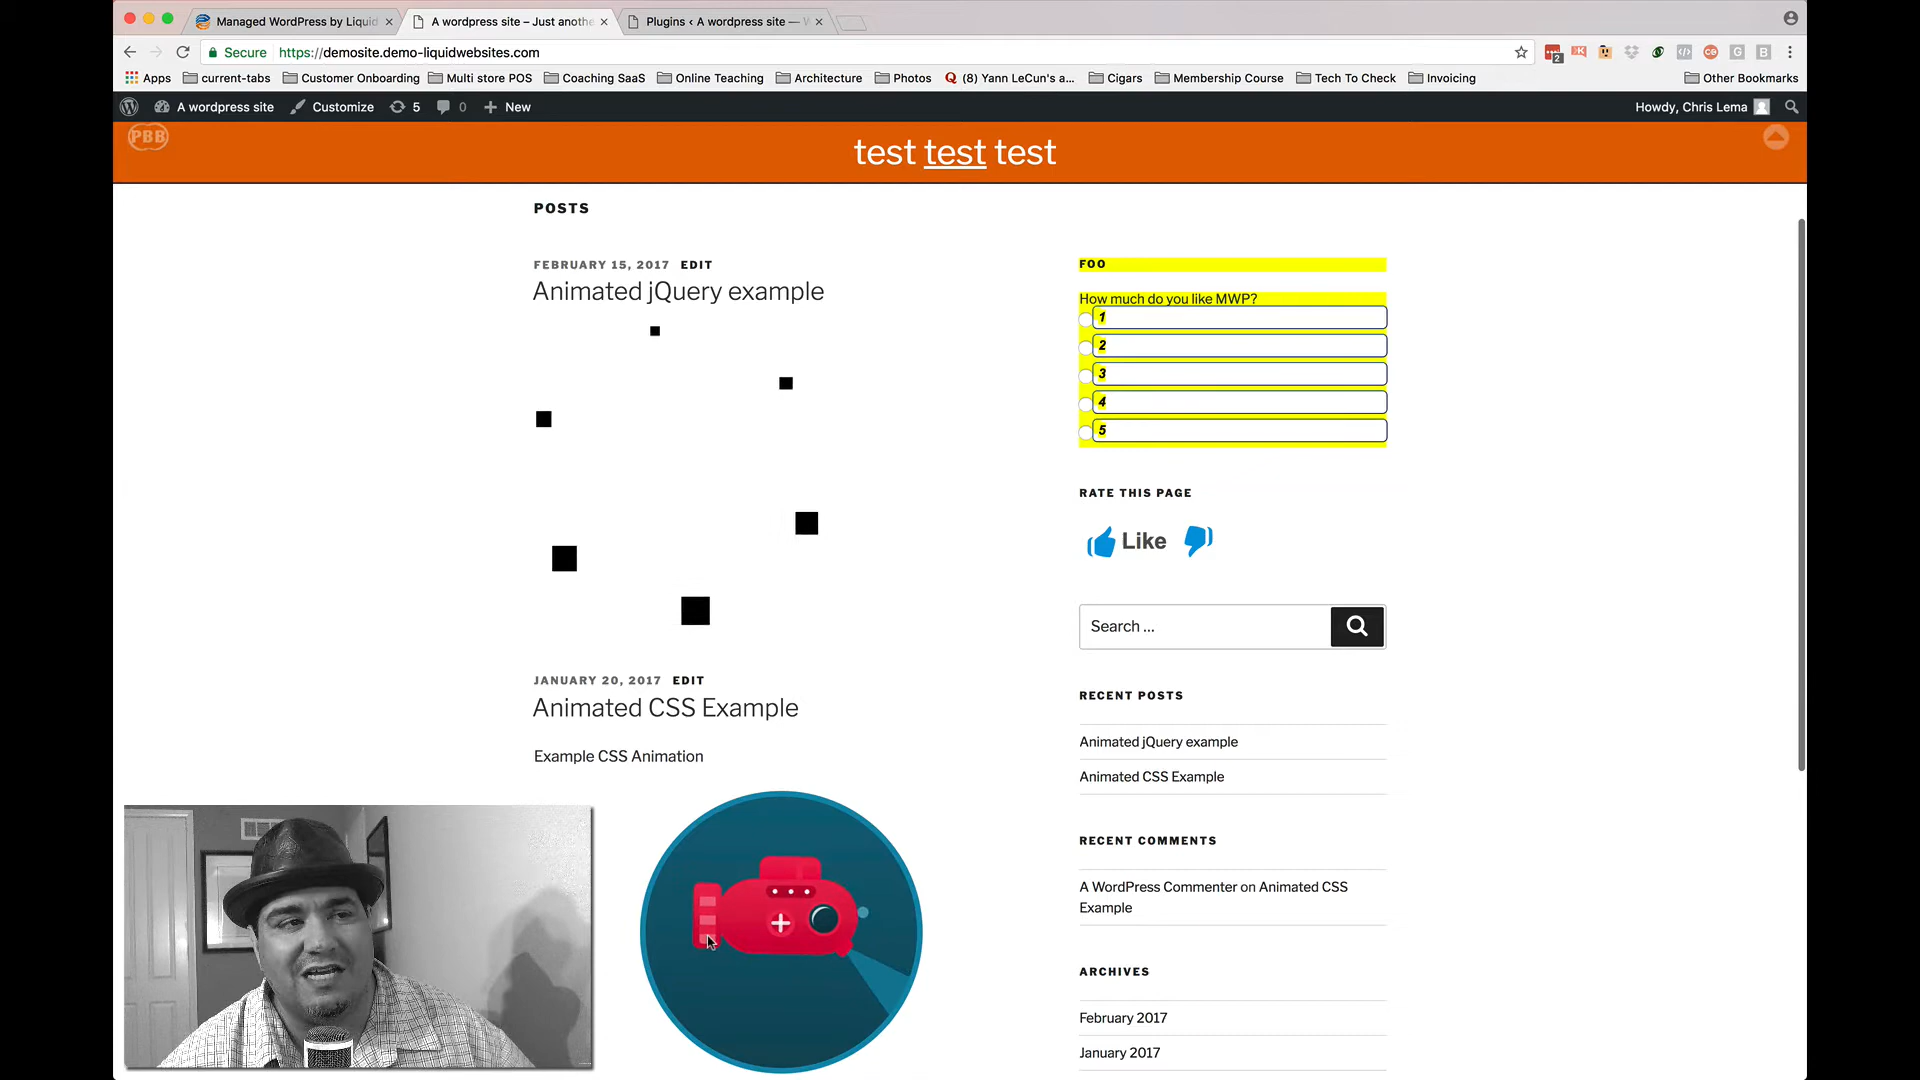 Managed WordPress by Liquid
A wordpress site – Just anothe
Plugins ‹ A wordpress site — W
Secure
https://demosite.demo-liquidwebsites.com
2
Apps
current-tabs
Customer Onboarding
Multi store POS
Coaching SaaS
Online Teaching
Architecture
Photos
(8) Yann LeCun's a...
Cigars
Membership Course
Tech To Check
Invoicing
Other Bookmarks
A wordpress site
Customize
5
0
New
Howdy, Chris Lema
PBB
test test test
POSTS
FEBRUARY 15, 2017 EDIT
Animated jQuery example
JANUARY 20, 2017 EDIT
Animated CSS Example
Example CSS Animation
FOO
How much do you like MWP?
1
2
3
4
5
RATE THIS PAGE
Like
Search ...
RECENT POSTS
Animated jQuery example
Animated CSS Example
RECENT COMMENTS
A WordPress Commenter on Animated CSS
Example
ARCHIVES
February 2017
January 2017